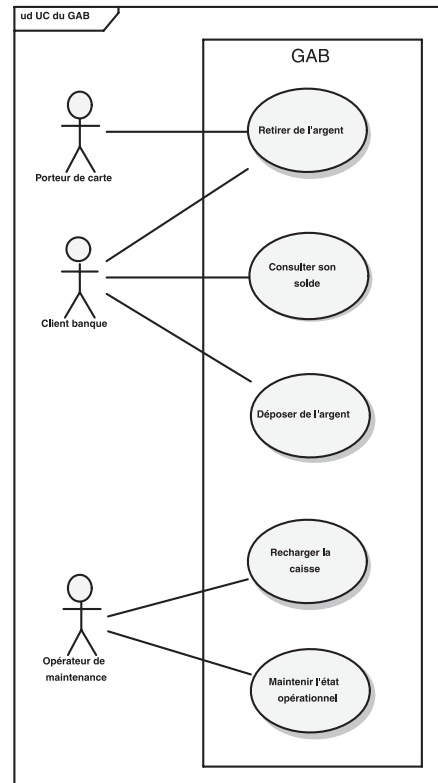 ud UC du GAB
GAB
Retirer de l'argent
Porteur de carte
Consulter son
solde
Client banque
Déposer de l'argent
Recharger la
caisse
Opérateur de
maintenance
Maintenir l'état
opérationnel